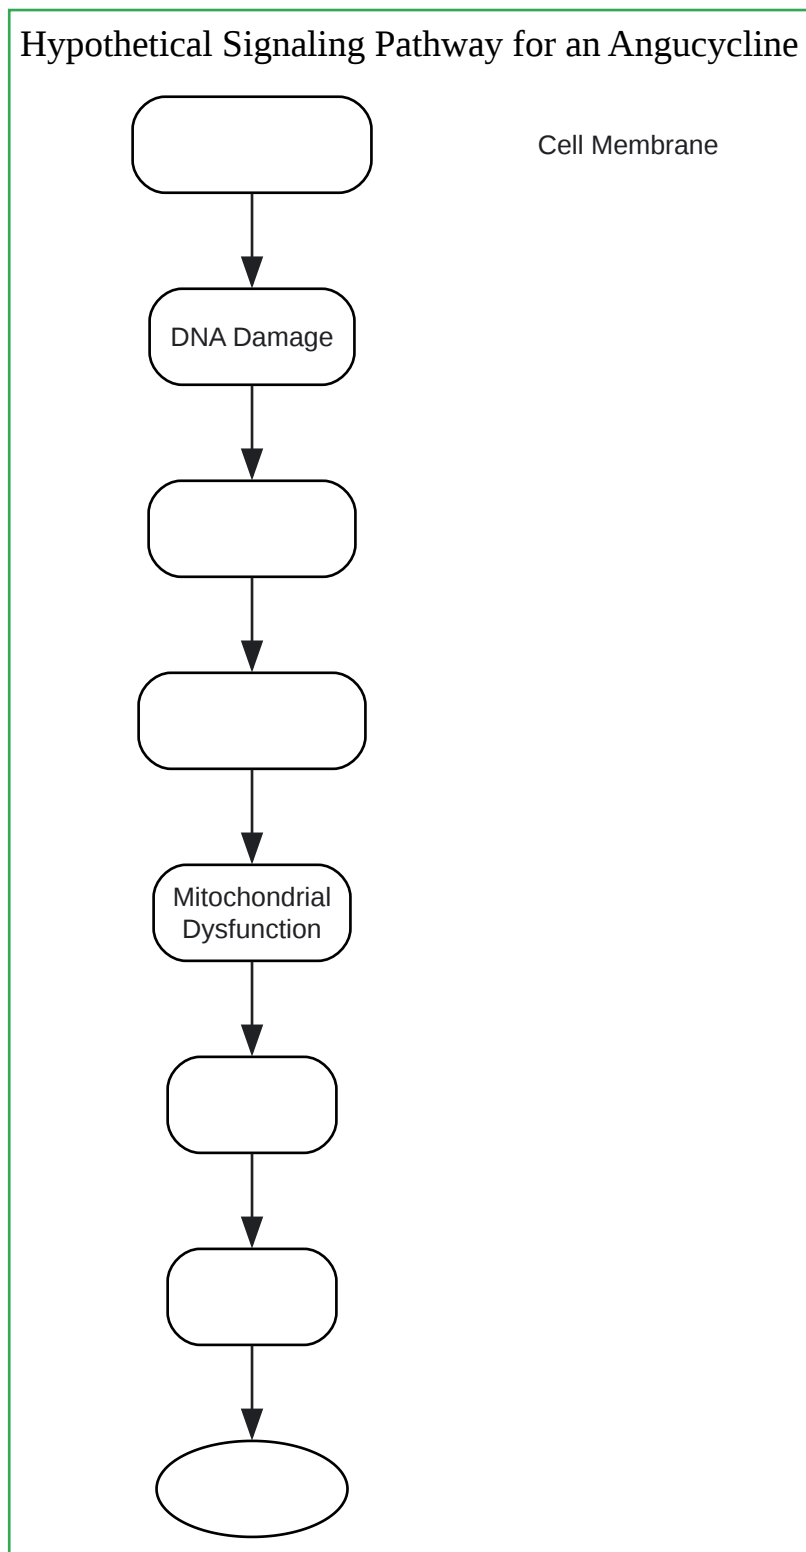 Hypothetical Signaling Pathway for an Angucycline
Cell Membrane
DNA Damage
Mitochondrial
Dysfunction